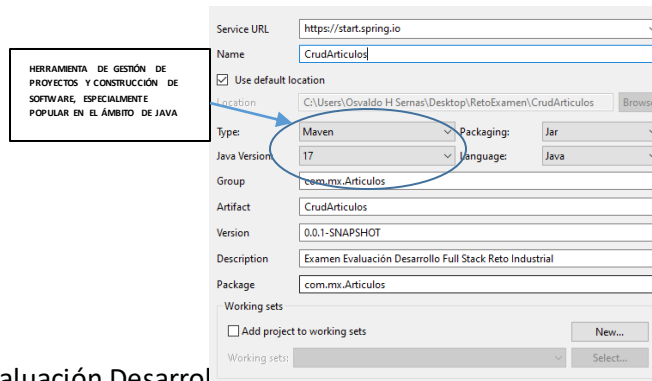 Service URL https://start.spring.io
Name CrudArticulos
Use default location
Location C:\Users\Osvaldo H Sernas\Desktop\RetoExamen\CrudArticulos Browse
HERRAMIENTA DE GESTIÓN DE
PROYECTOS Y CONSTRUCCIÓN DE
SOFTWARE, ESPECIALMENTE
POPULAR EN EL ÁMBITO DE JAVA
Type: Maven Packaging: Jar
Java Version: 17 Language: Java
Group com.mx.Articulos
Artifact CrudArticulos
Version 0.0.1-SNAPSHOT
Description Examen Evaluación Desarrollo Full Stack Reto Industrial
Package com.mx.Articulos
Working sets
Add project to working sets New...
Working sets: Select...
aluación Desarrol